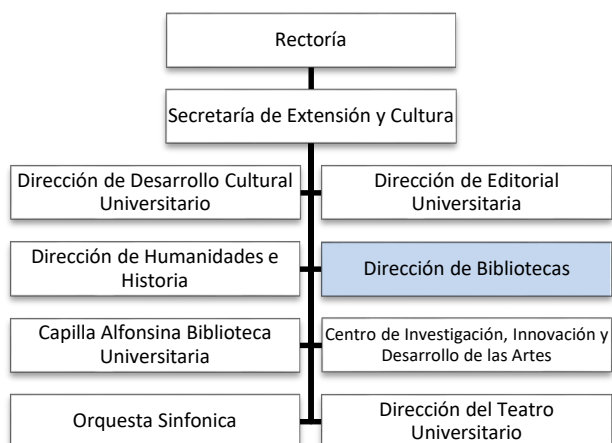 Rectoría
Secretaría de Extensión y Cultura
Dirección de Desarrollo Cultural
Universitario
Dirección de Editorial
Universitaria
Dirección de Humanidades e
Historia
Dirección de Bibliotecas
Capilla Alfonsina Biblioteca
Universitaria
Centro de Investigación, Innovación y
Desarrollo de las Artes
Orquesta Sinfonica
Dirección del Teatro
Universitario